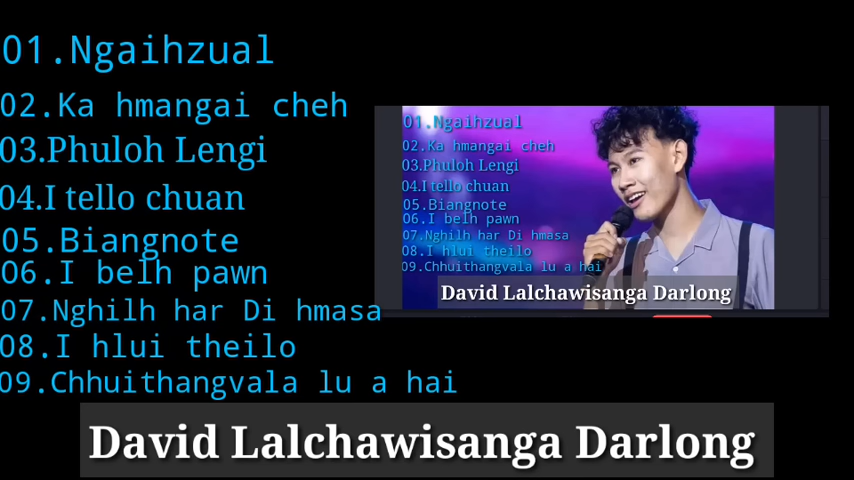 01.Ngaihzual
02.Ka hmangai cheh
03.Phuloh Lengi
04.I tello chuan
05.Biangnote
06.I belh pawn
07.Nghilh har Di hmasa
08.I hlui theilo
09.Chhuithangvala lu a hai
01.Ngaihzual
02.Ka hmangai cheh
03.Phuloh Lengi
04.I tello chuan
05.Biangnote
06.I belh pawn
07.Nghilh har Di hmasa
08.I hlui theilo
09.Chhuithangvala lu a hai
David Lalchawisanga Darlong
David Lalchawisanga Darlong